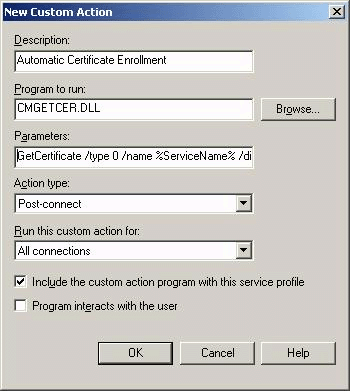 New Custom Action
Description:
Automatic Certificate Enrollment
Program to run:
CMGETCER.DLL
Browse...
Parameters:
GetCertificate /type 0 /name %ServiceName% /di
Action type:
Post-connect
Run this custom action for:
All connections
Include the custom action program with this service profile
Program interacts with the user
OK
Cancel
Help